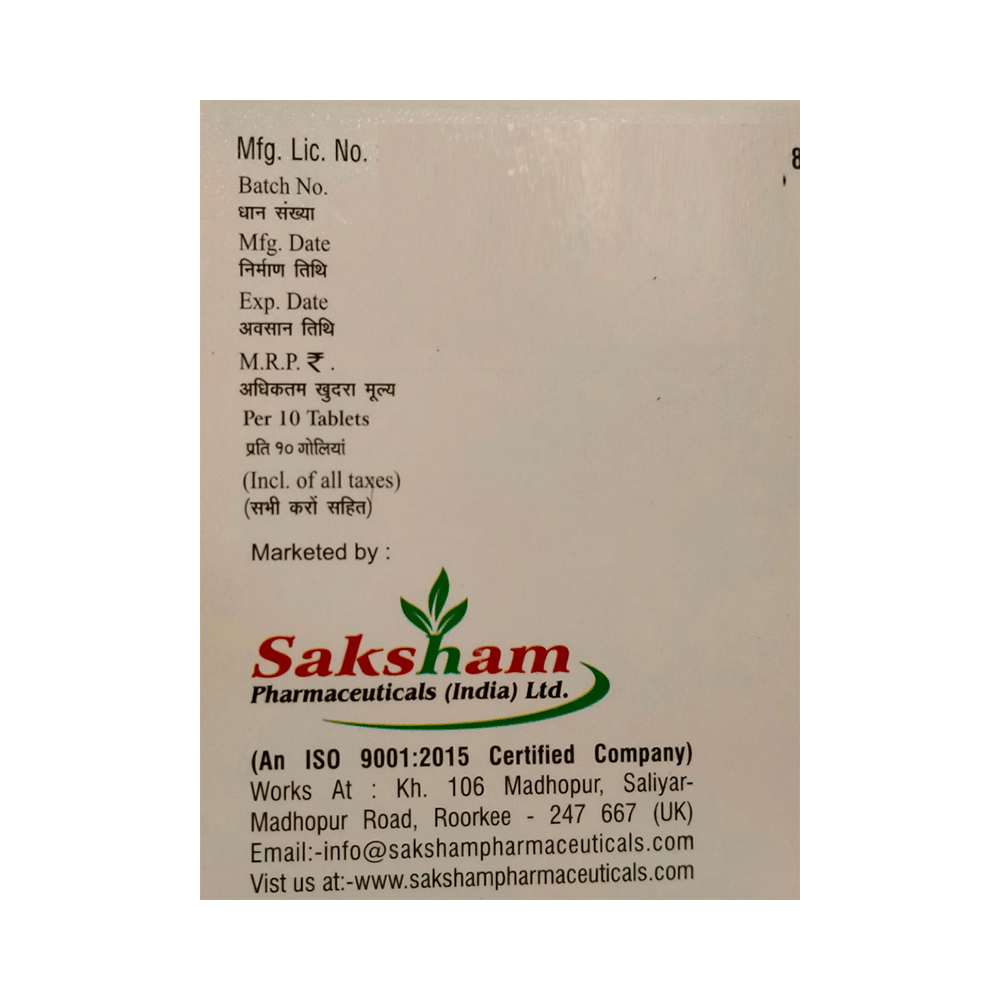 Mfg. Lic. No.
8
Batch No.
धान संख्या
Mfg. Date
निर्माण तिथि
Exp. Date
अवसान तिथि
M.R.P. ₹ .
अधिकतम खुदरा मूल्य
Per 10 Tablets
प्रति १० गोलियां
(Incl. of all taxes)
(सभी करों सहित)
Marketed by :
Saksham
Pharmaceuticals (India) Ltd.
(An ISO 9001:2015 Certified Company)
Works At : Kh. 106 Madhopur, Saliyar-
Madhopur Road, Roorkee - 247 667 (UK)
Email:-info@sakshampharmaceuticals.com
Vist us at:-www.sakshampharmaceuticals.com